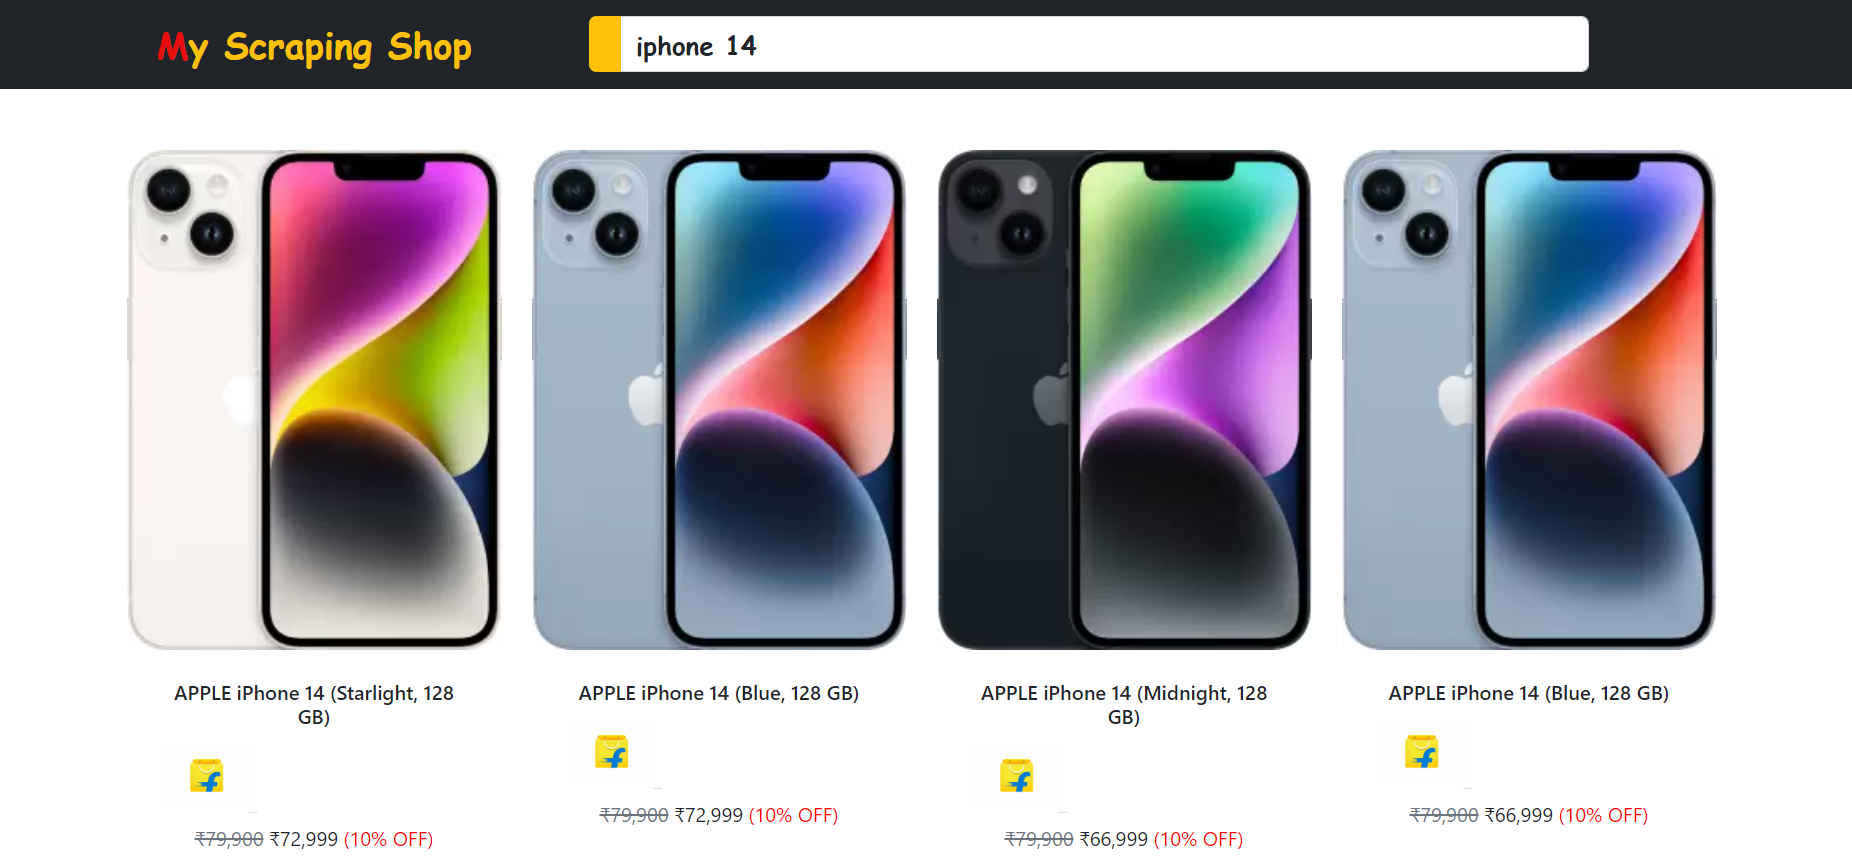 My Scraping Shop
iphone 14
APPLE iPhone 14 (Starlight, 128
GB)
₹79,900 ₹72,999 (10% OFF)
APPLE iPhone 14 (Blue, 128 GB)
₹79,900 ₹72,999 (10% OFF)
APPLE iPhone 14 (Midnight, 128
GB)
₹79,900 ₹66,999 (10% OFF)
APPLE iPhone 14 (Blue, 128 GB)
₹79,900 ₹66,999 (10% OFF)